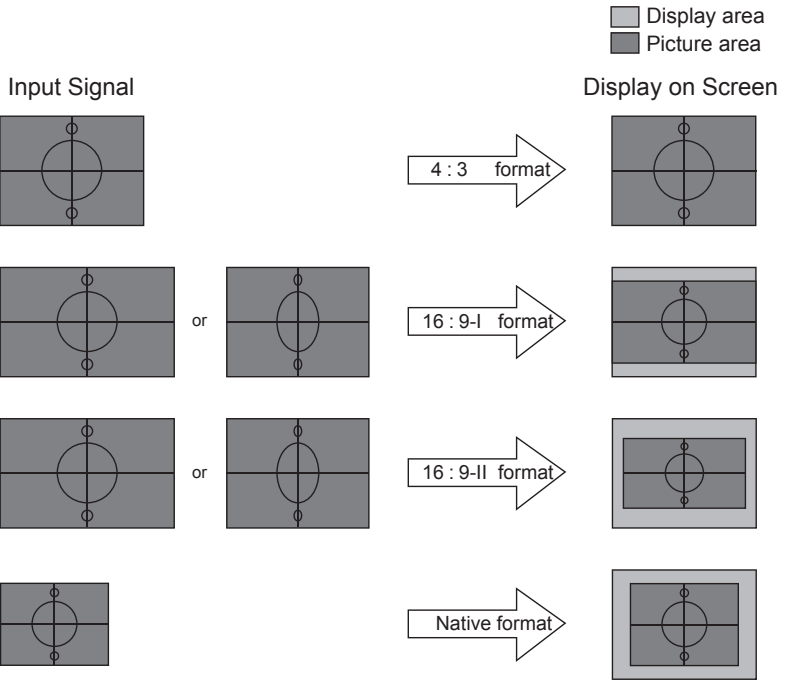 Display area
Picture area
Input Signal
Display on Screen
4 : 3 format
or
16 : 9-I format
or
16 : 9-II format
Native format